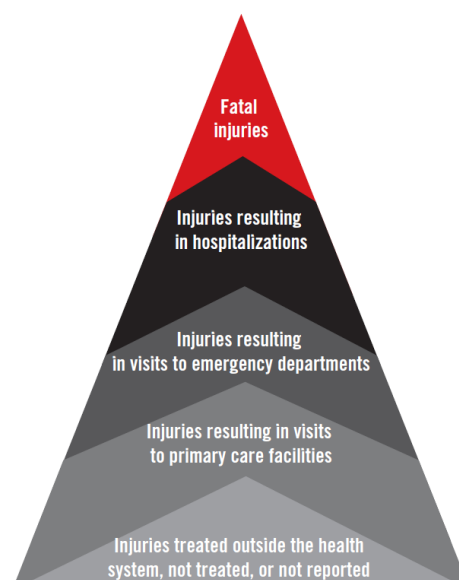 Fatal
injuries
Injuries resulting
in hospitalizations
Injuries resulting
in visits to emergency departments
Injuries resulting in visits
to primary care facilities
Injuries treated outside the health
system, not treated, or not reported